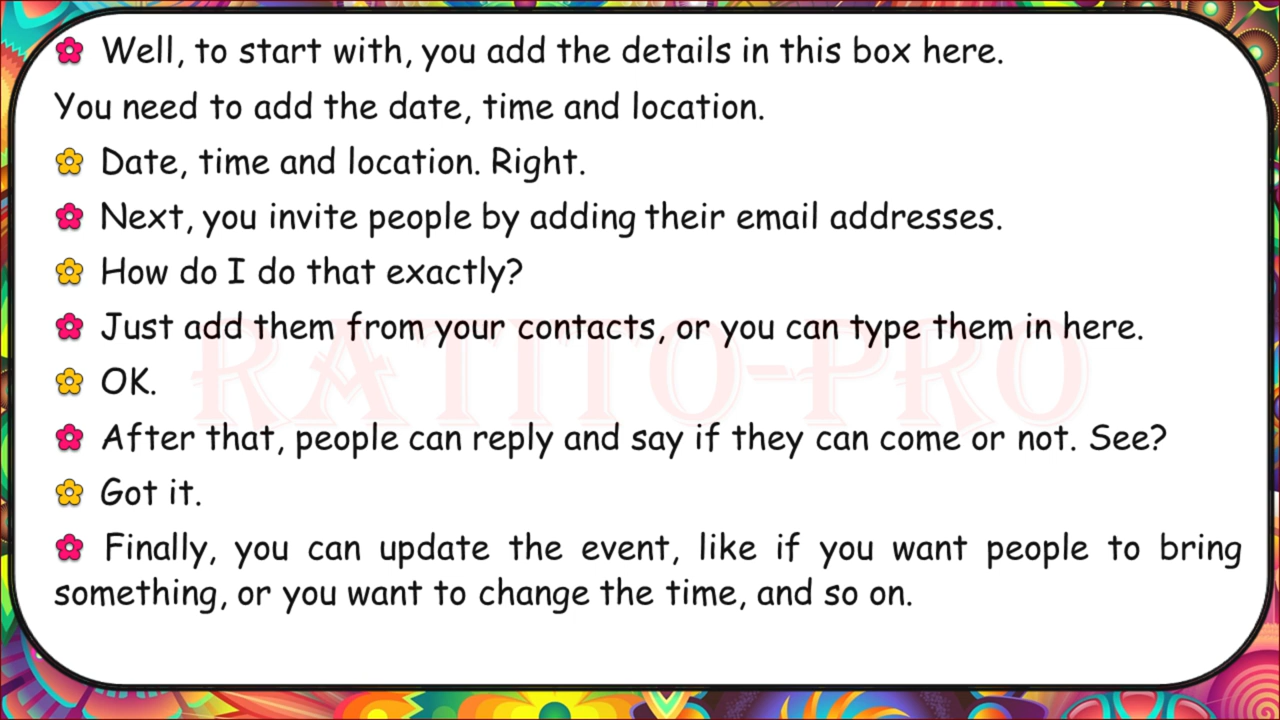 Well, to start with, you add the details in this box here.
You need to add the date, time and location.
Date, time and location. Right.
Next, you invite people by adding their email addresses.
How do I do that exactly?
Just add them from your contacts, or you can type them in here.
RATITO-PRO
OK.
After that, people can reply and say if they can come or not. See?
Got it.
Finally, you can update the event, like if you want people to bring
something, or you want to change the time, and so on.